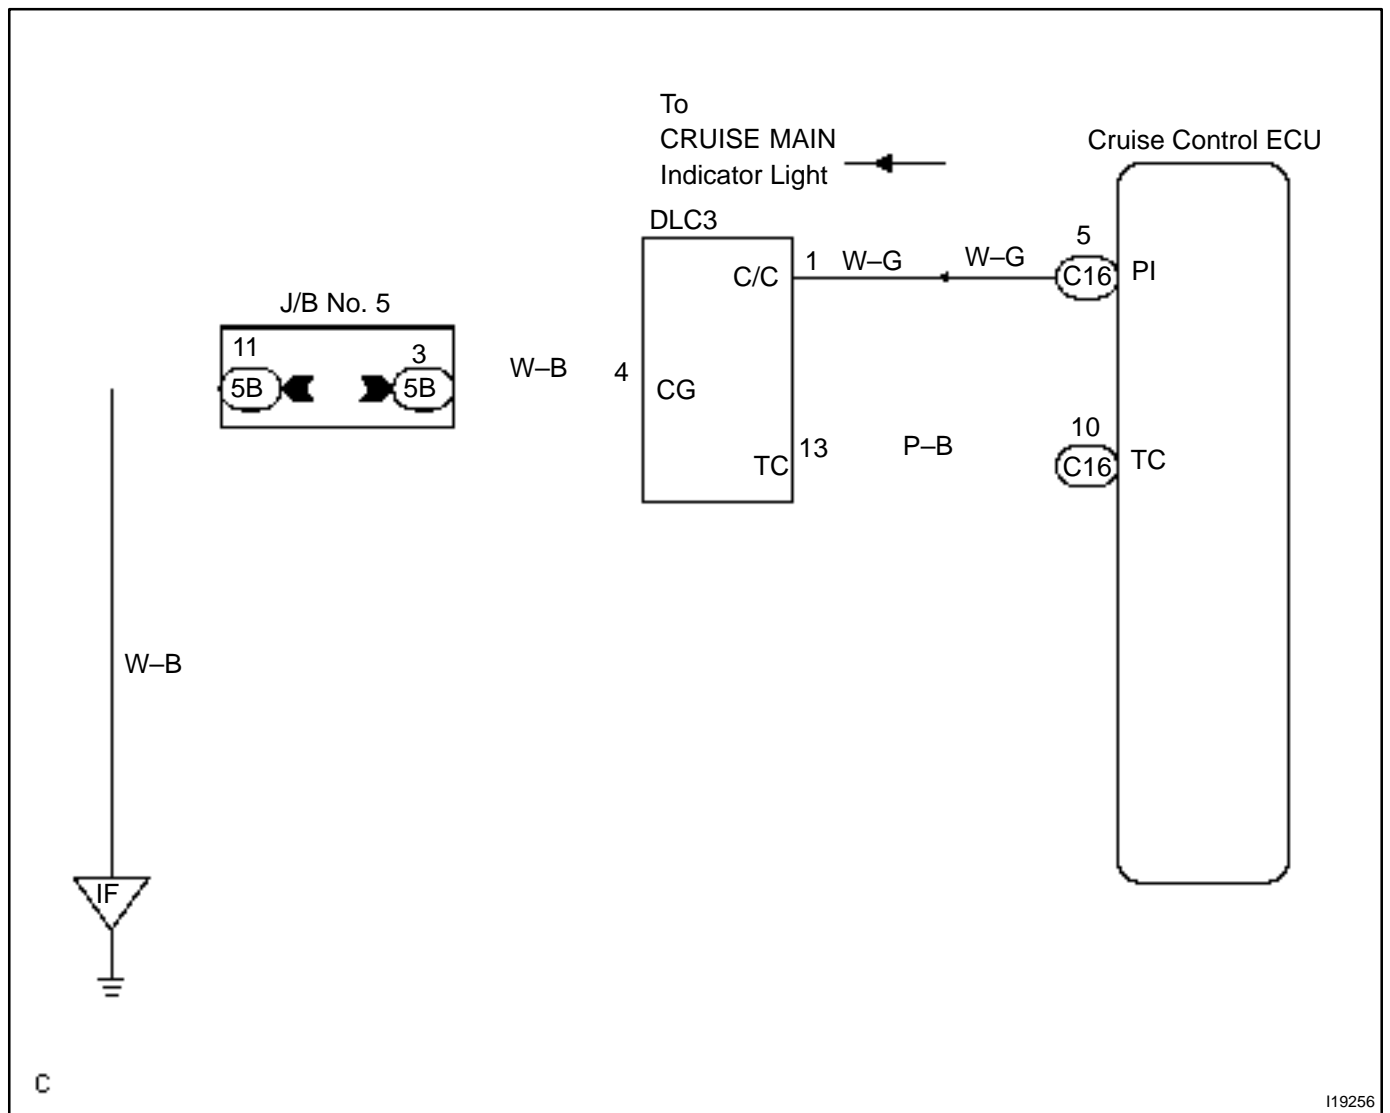 To
CRUISE MAIN
Indicator Light
Cruise Control ECU
DLC3
5
C/C
1
W–G
W–G
C16
PI
J/B No. 5
11
3
5B
5B
W–B
4
CG
10
TC
13
P–B
C16
TC
W–B
IF
C
I19256